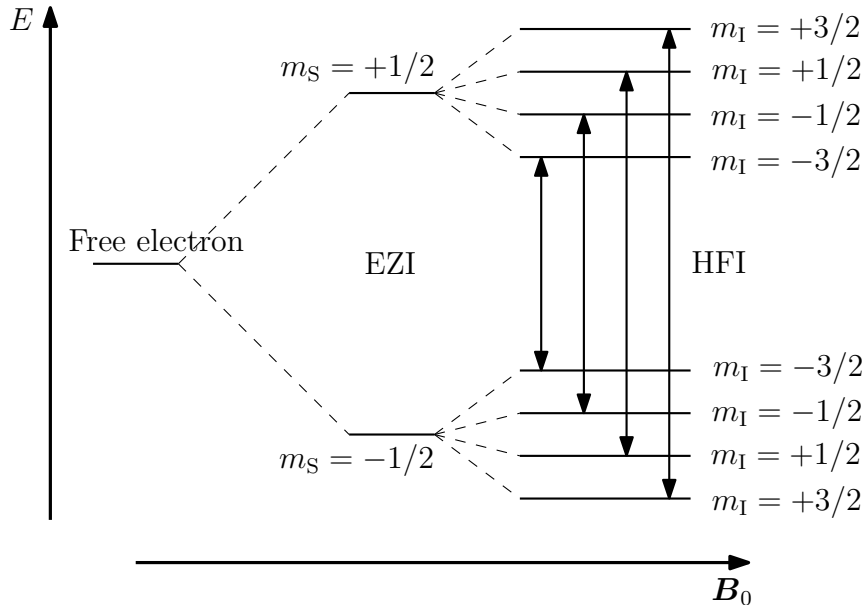 E
m_I = +3/2
m_S = +1/2
m_I = +1/2
m_I = −1/2
m_I = −3/2
Free electron
EZI
HFI
m_I = −3/2
m_I = −1/2
m_S = −1/2
m_I = +1/2
m_I = +3/2
B_0